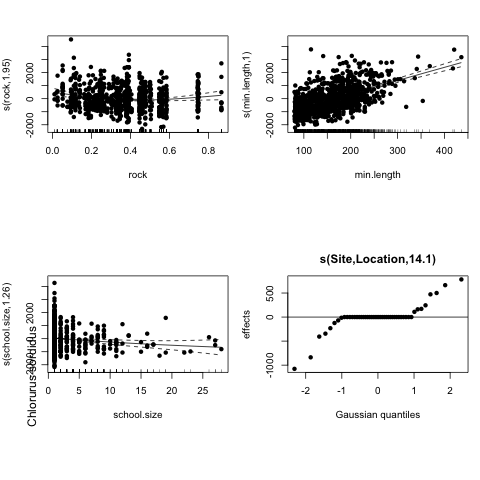 s(rock,1.95)
2000
0
-2000
0.0 0.2 0.4 0.6 0.8
rock
s(min.length,1)
2000
0
-2000
100 200 300 400
min.length
s(school.size,1.26)
2000
-2000
Chlorurus sordidus
0 5 10 15 20 25
school.size
s(Site,Location,14.1)
effects
500
0
-1000
-2 -1 0 1 2
Gaussian quantiles